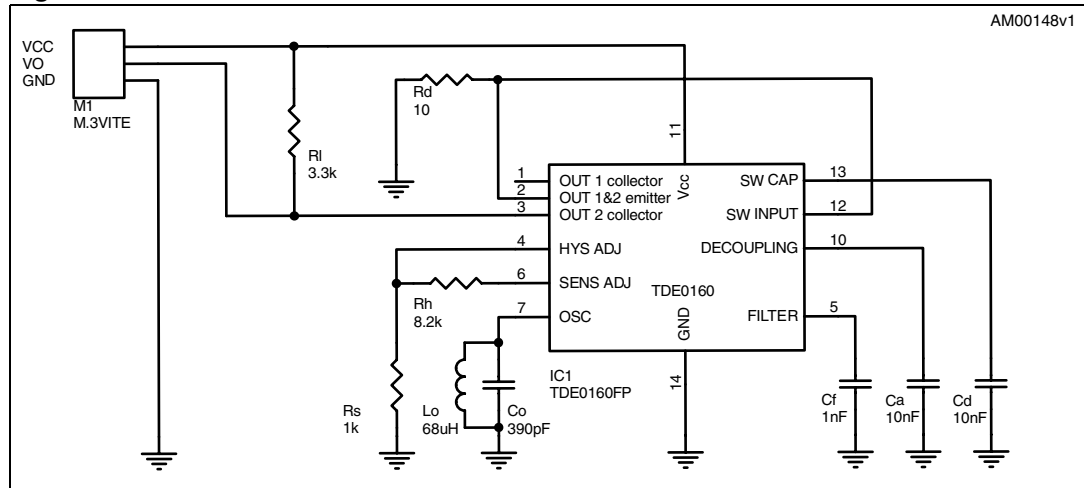 AM00148v1
VCC
VO
GND
M1
M.3VITE
Rl
3.3k
Rd
10
11
1
2
3
4
6
7
OUT 1 collector
OUT 1&2 emitter
OUT 2 collector
HYS ADJ
SENS ADJ
OSC
Vcc
SW CAP
SW INPUT
DECOUPLING
FILTER
TDE0160
GND
13
12
10
5
14
IC1
TDE0160FP
Rh
8.2k
Rs
1k
Lo
68uH
Co
390pF
Cf
1nF
Ca
10nF
Cd
10nF